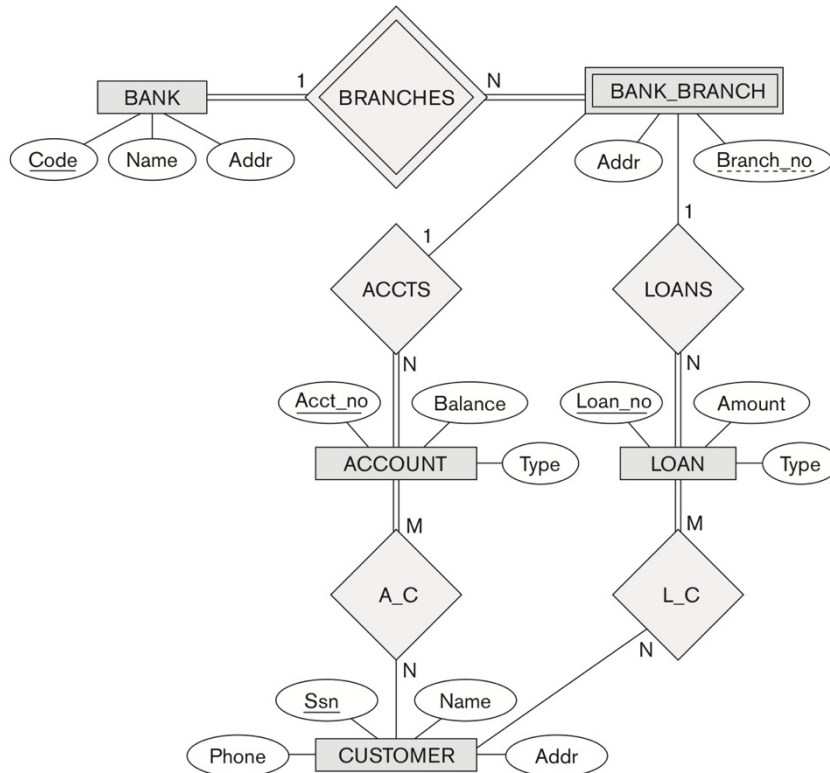 1 N
BANK BRANCHES BANK_BRANCH
Code Name Addr Addr Branch_no
1 1
ACCTS LOANS
N N
Acct_no Balance Loan_no Amount
ACCOUNT Type LOAN Type
M M
A_C L_C
N N
Ssn Name
Phone CUSTOMER Addr